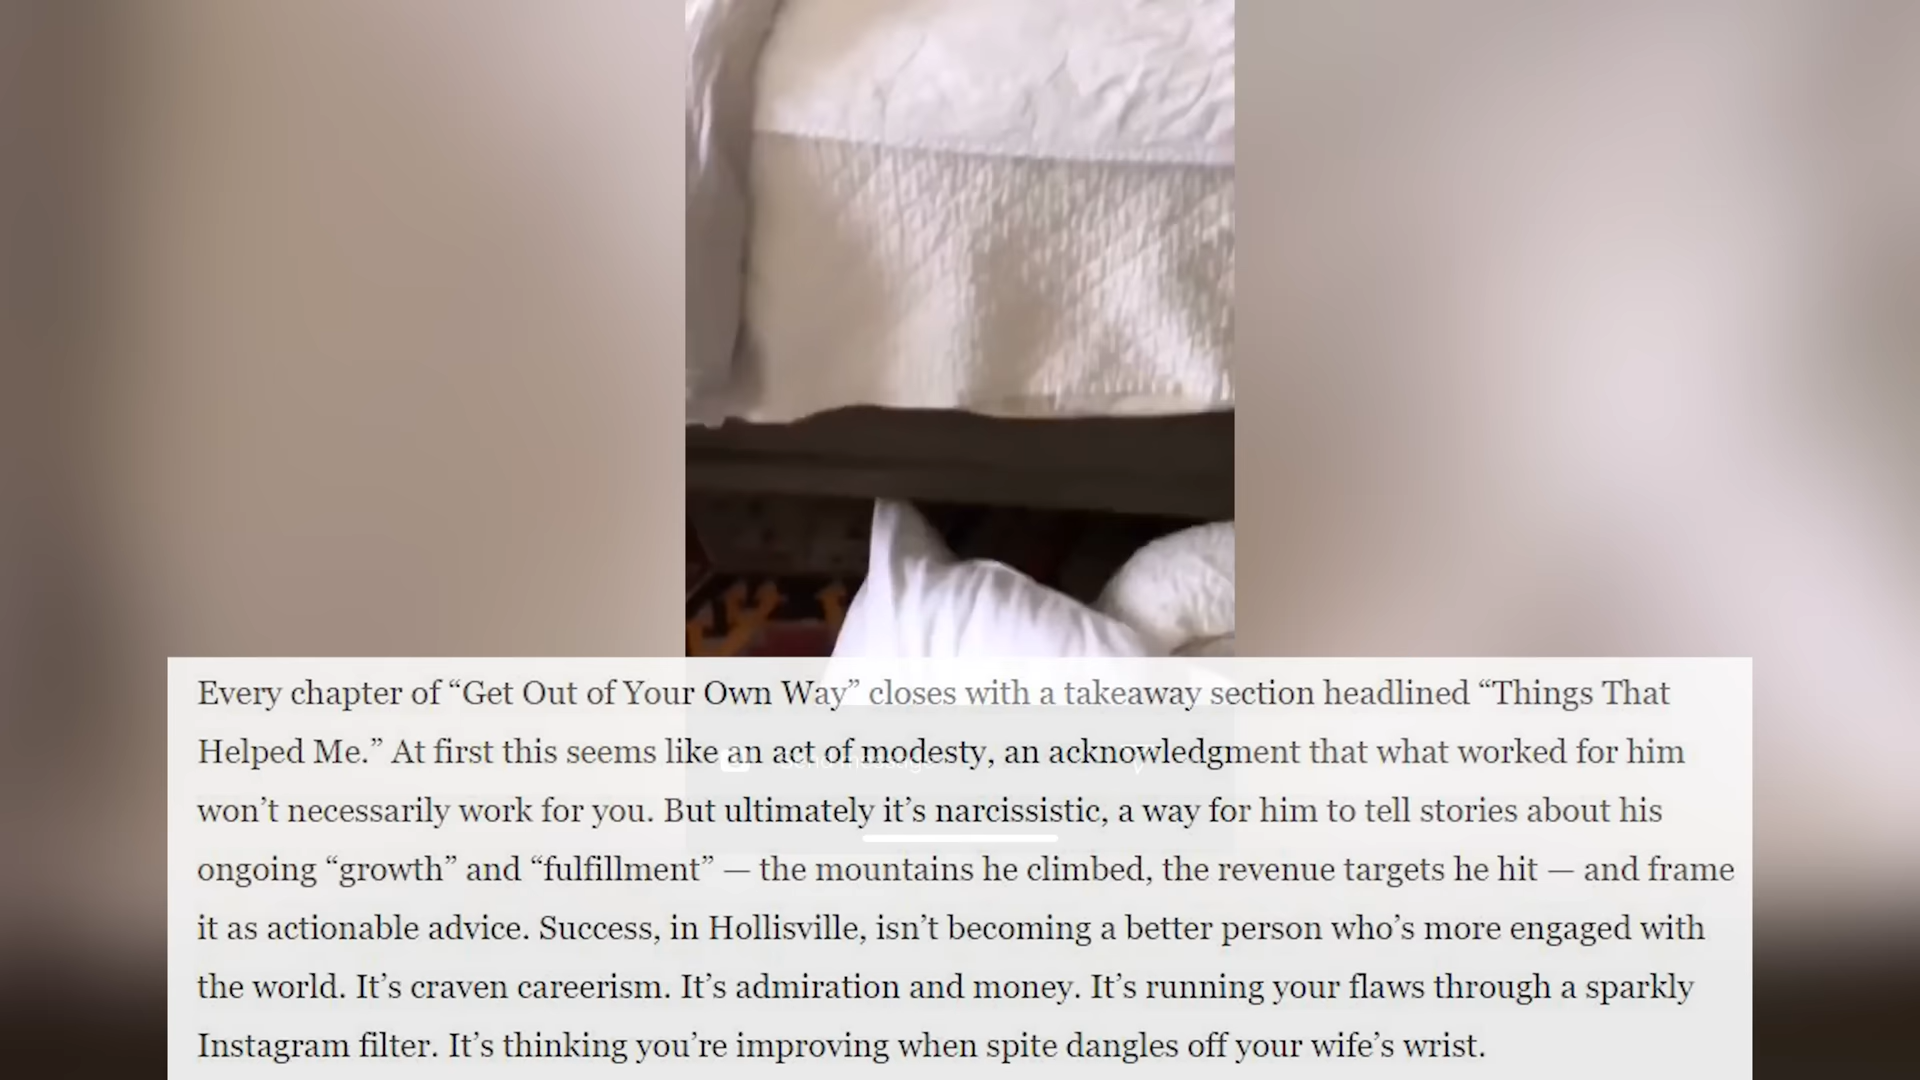 Every chapter of “Get Out of Your Own Way” closes with a takeaway section headlined “Things That
Helped Me.” At first this seems like an act of modesty, an acknowledgment that what worked for him
won’t necessarily work for you. But ultimately it’s narcissistic, a way for him to tell stories about his
ongoing “growth” and “fulfillment” — the mountains he climbed, the revenue targets he hit — and frame
it as actionable advice. Success, in Hollisville, isn’t becoming a better person who’s more engaged with
the world. It’s craven careerism. It’s admiration and money. It’s running your flaws through a sparkly
Instagram filter. It’s thinking you’re improving when spite dangles off your wife’s wrist.